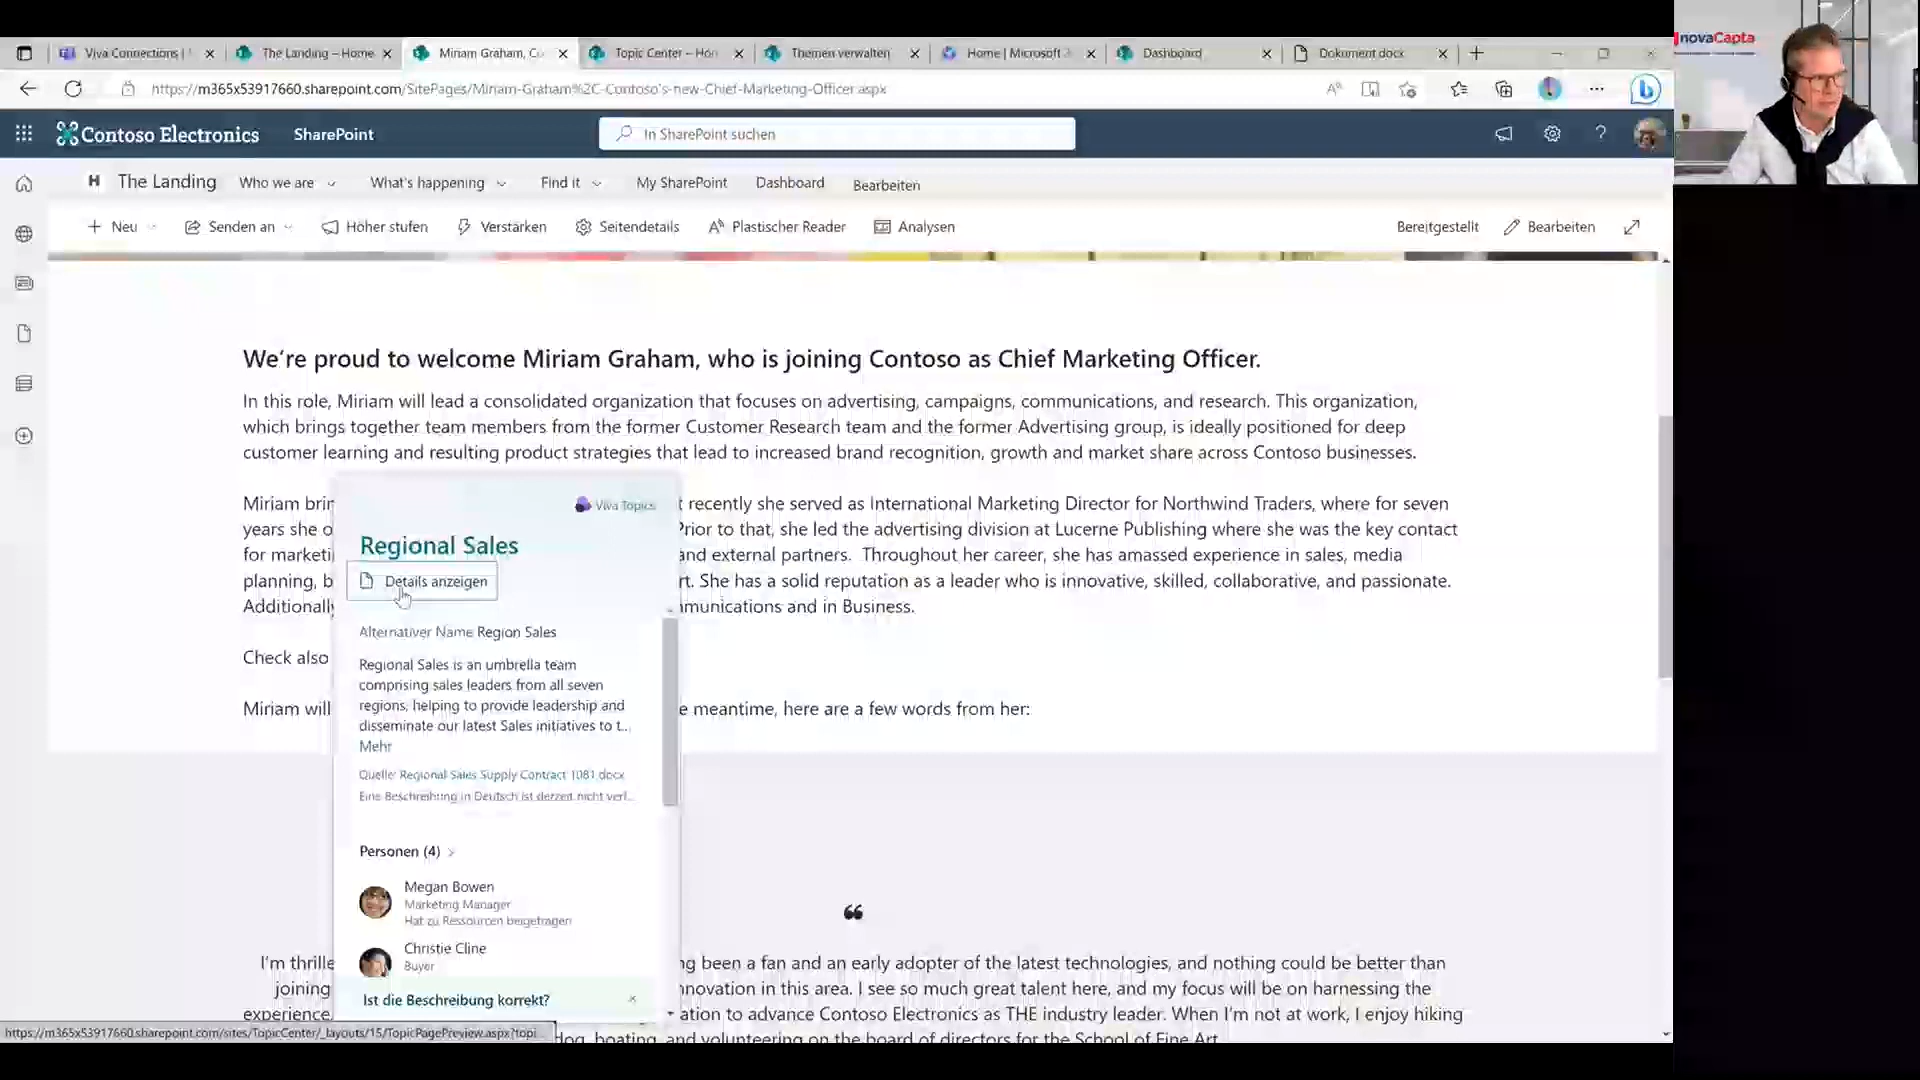 Viva Connections |
The Landing – Home
Miriam Graham, Co
Topic Center – Hon
Themen verwalten
Home | Microsoft
Dashboard
Dokument.docx
https://m365x53917660.sharepoint.com/SitePages/Miriam-Graham%2C-Contoso's-new-Chief-Marketing-Officer.aspx
novaCapta
Contoso Electronics
SharePoint
In SharePoint suchen
H
The Landing
Who we are
What's happening
Find it
My SharePoint
Dashboard
Bearbeiten
Neu
Senden an
Höher stufen
Verstärken
Seitendetails
Plastischer Reader
Analysen
Bereitgestellt
Bearbeiten
We're proud to welcome Miriam Graham, who is joining Contoso as Chief Marketing Officer.
In this role, Miriam will lead a consolidated organization that focuses on advertising, campaigns, communications, and research. This organization,
which brings together team members from the former Customer Research team and the former Advertising group, is ideally positioned for deep
customer learning and resulting product strategies that lead to increased brand recognition, growth and market share across Contoso businesses.
Miriam brin t recently she served as International Marketing Director for Northwind Traders, where for seven
years she o Prior to that, she led the advertising division at Lucerne Publishing where she was the key contact
for marketi and external partners. Throughout her career, she has amassed experience in sales, media
planning, b rt. She has a solid reputation as a leader who is innovative, skilled, collaborative, and passionate.
Additionally mmunications and in Business.
Check also
Miriam will e meantime, here are a few words from her:
Viva Topics
Regional Sales
Details anzeigen
Alternativer Name Region Sales
Regional Sales is an umbrella team
comprising sales leaders from all seven
regions, helping to provide leadership and
disseminate our latest Sales initiatives to t...
Mehr
Quelle: Regional Sales Supply Contract 1081.docx
Eine Beschreibung in Deutsch ist derzeit nicht verf...
Personen (4)
Megan Bowen
Marketing Manager
Hat zu Ressourcen beigetragen
Christie Cline
Buyer
Ist die Beschreibung korrekt?
“
I'm thrille ng been a fan and an early adopter of the latest technologies, and nothing could be better than
joining nnovation in this area. I see so much great talent here, and my focus will be on harnessing the
experience. ation to advance Contoso Electronics as THE industry leader. When I'm not at work, I enjoy hiking
dog, boating, and volunteering on the board of directors for the School of Fine Art.
https://m365x53917660.sharepoint.com/sites/TopicCenter/_layouts/15/TopicPagePreview.aspx?topi...